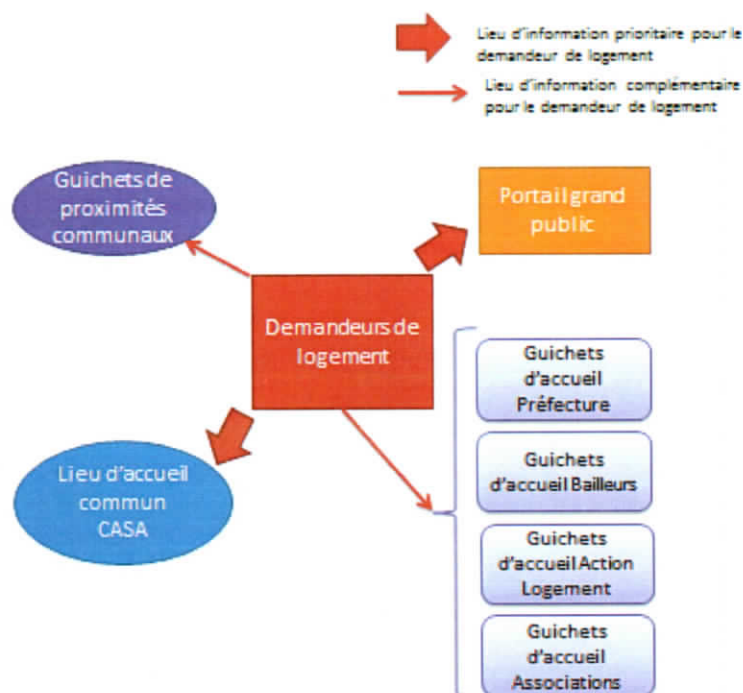 Lieu d'information prioritaire pour le
demandeur de logement
Lieu d'information complémentaire
pour le demandeur de logement
Guichets de
proximités
communaux
Portail grand
public
Demandeurs de
logement
Lieu d'accueil
commun
CASA
Guichets
d'accueil
Préfecture
Guichets
d'accueil Bailleurs
Guichets
d'accueil Action
Logement
Guichets
d'accueil
Associations